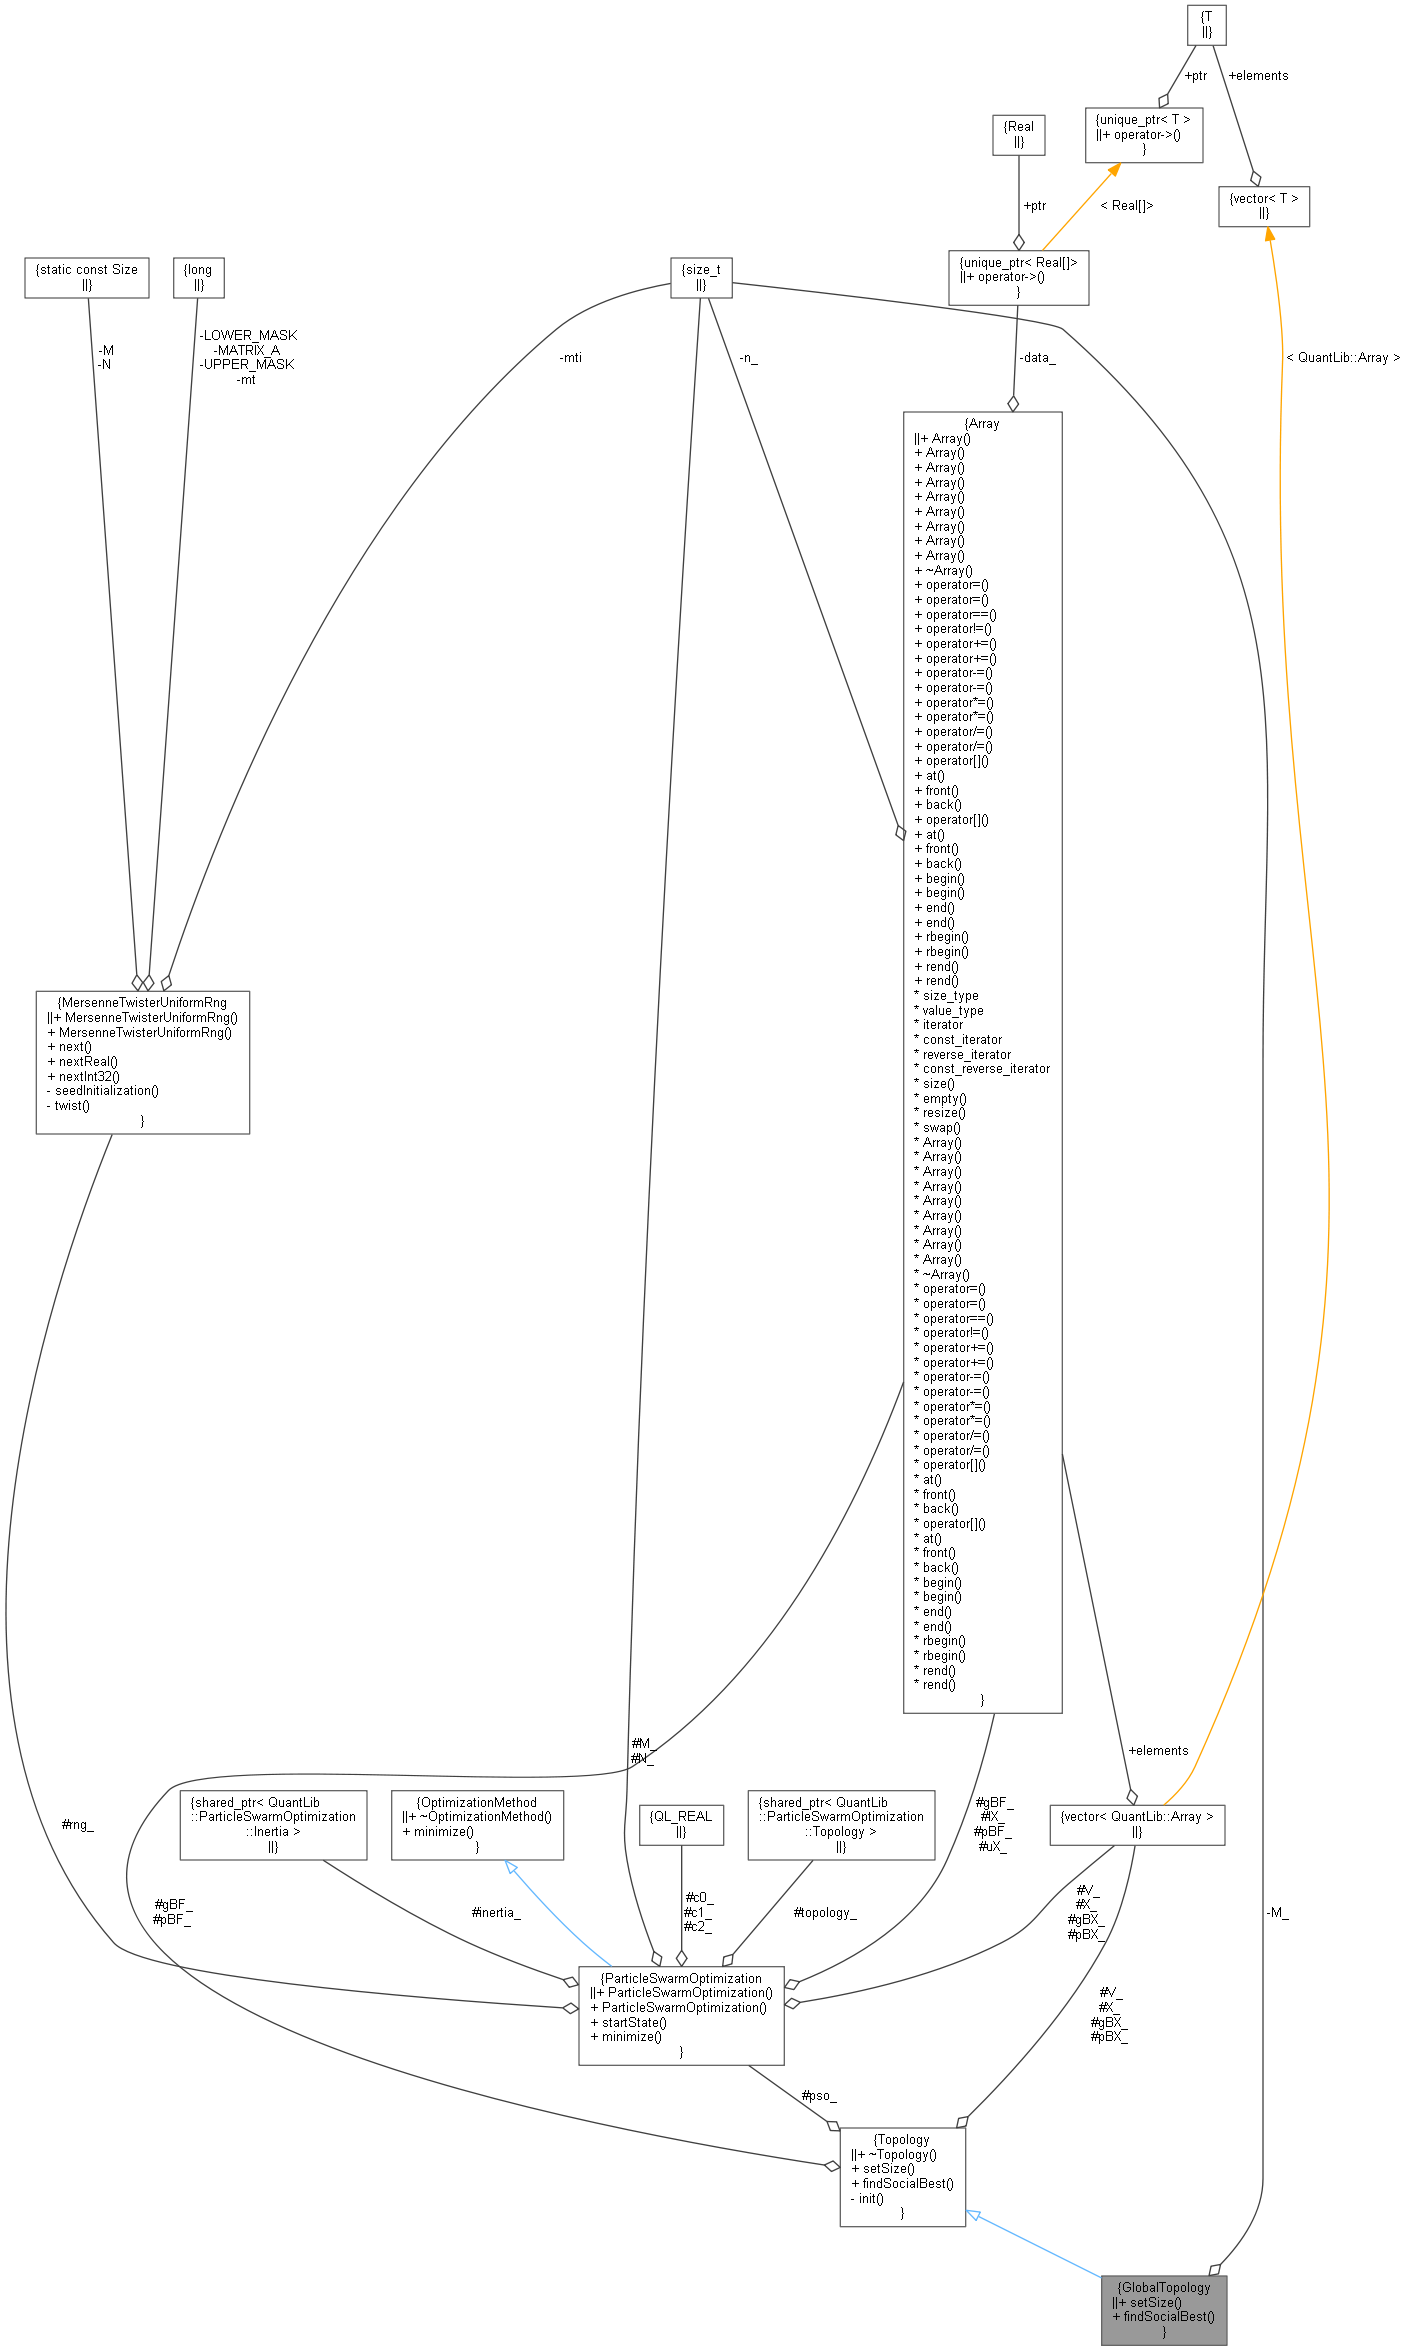 {T
||}
+ptr
+elements
{Real
||}
{unique_ptr< T >
||+ operator->()
}
{vector< T >
||}
+ptr
< Real[]>
{static const Size
||}
{long
||}
{size_t
||}
{unique_ptr< Real[]>
||+ operator->()
}
-M
-N
-LOWER_MASK
-MATRIX_A
-UPPER_MASK
-mt
-mti
-n_
-data_
< QuantLib::Array >
{Array
||+ Array()
+ Array()
+ Array()
+ Array()
+ Array()
+ Array()
+ Array()
+ Array()
+ Array()
+ ~Array()
+ operator=()
+ operator=()
+ operator==()
+ operator!=()
+ operator+=()
+ operator+=()
+ operator-=()
+ operator-=()
+ operator*=()
+ operator*=()
+ operator/=()
+ operator/=()
+ operator[]()
+ at()
+ front()
+ back()
+ operator[]()
+ at()
+ front()
+ back()
+ begin()
+ begin()
+ end()
+ end()
+ rbegin()
+ rbegin()
+ rend()
+ rend()
* size_type
* value_type
* iterator
* const_iterator
* reverse_iterator
* const_reverse_iterator
* size()
* empty()
* resize()
* swap()
* Array()
* Array()
* Array()
* Array()
* Array()
* Array()
* Array()
* Array()
* Array()
* ~Array()
* operator=()
* operator=()
* operator==()
* operator!=()
* operator+=()
* operator+=()
* operator-=()
* operator-=()
* operator*=()
* operator*=()
* operator/=()
* operator/=()
* operator[]()
* at()
* front()
* back()
* operator[]()
* at()
* front()
* back()
* begin()
* begin()
* end()
* end()
* rbegin()
* rbegin()
* rend()
* rend()
}
{MersenneTwisterUniformRng
||+ MersenneTwisterUniformRng()
+ MersenneTwisterUniformRng()
+ next()
+ nextReal()
+ nextInt32()
- seedInitialization()
- twist()
}
#M_
#N_
+elements
#rng_
{shared_ptr< QuantLib
::ParticleSwarmOptimization
::Inertia >
||}
{OptimizationMethod
||+ ~OptimizationMethod()
+ minimize()
}
{QL_REAL
||}
{shared_ptr< QuantLib
::ParticleSwarmOptimization
::Topology >
||}
#gBF_
#lX_
#pBF_
#uX_
{vector< QuantLib::Array >
||}
#gBF_
#pBF_
#inertia_
#c0_
#c1_
#c2_
#topology_
#V_
#X_
#gBX_
#pBX_
-M_
{ParticleSwarmOptimization
||+ ParticleSwarmOptimization()
+ ParticleSwarmOptimization()
+ startState()
+ minimize()
}
#V_
#X_
#gBX_
#pBX_
#pso_
{Topology
||+ ~Topology()
+ setSize()
+ findSocialBest()
- init()
}
{GlobalTopology
||+ setSize()
+ findSocialBest()
}